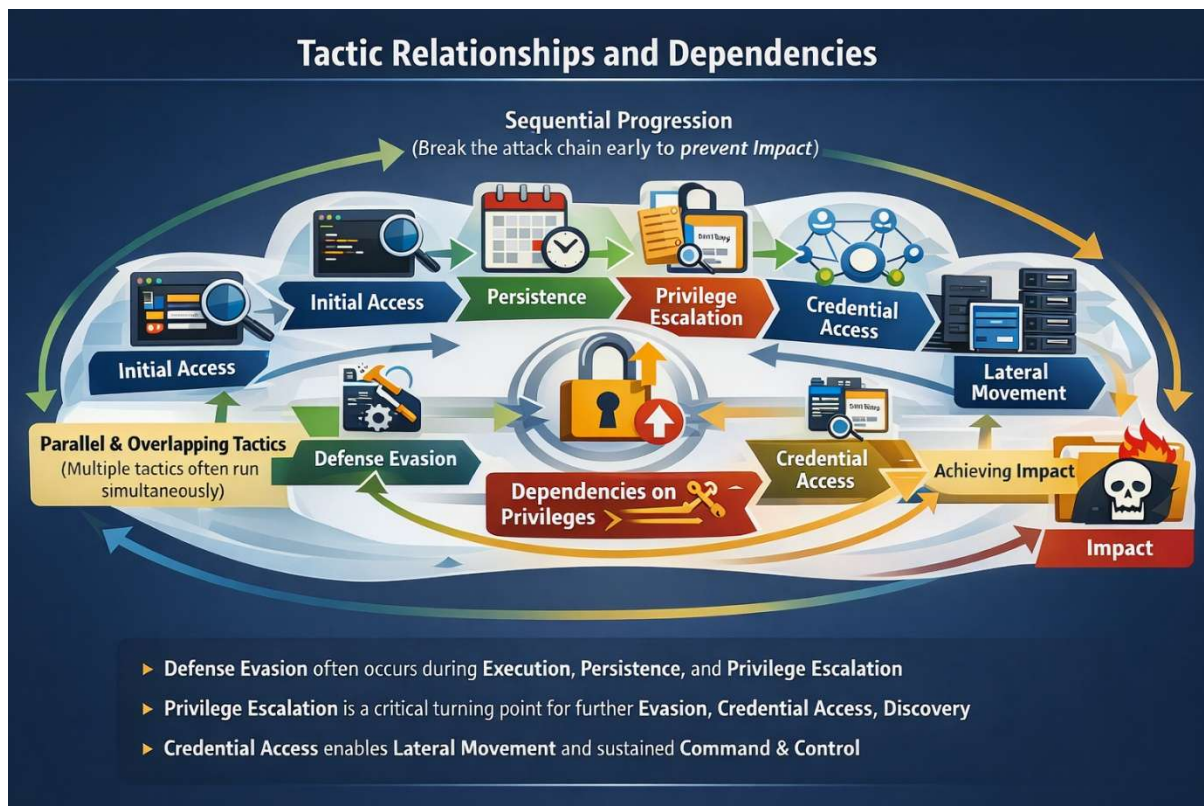 Tactic Relationships and Dependencies
Sequential Progression
(Break the attack chain early to prevent Impact)
Initial Access
Persistence
Privilege
Escalation
Credential
Access
Initial Access
Lateral
Movement
Parallel & Overlapping Tactics
(Multiple tactics often run
simultaneously)
Defense Evasion
Dependencies on
Privileges
Credential
Access
Achieving Impact
Impact
▸ Defense Evasion often occurs during Execution, Persistence, and Privilege Escalation
▸ Privilege Escalation is a critical turning point for further Evasion, Credential Access, Discovery
▸ Credential Access enables Lateral Movement and sustained Command & Control